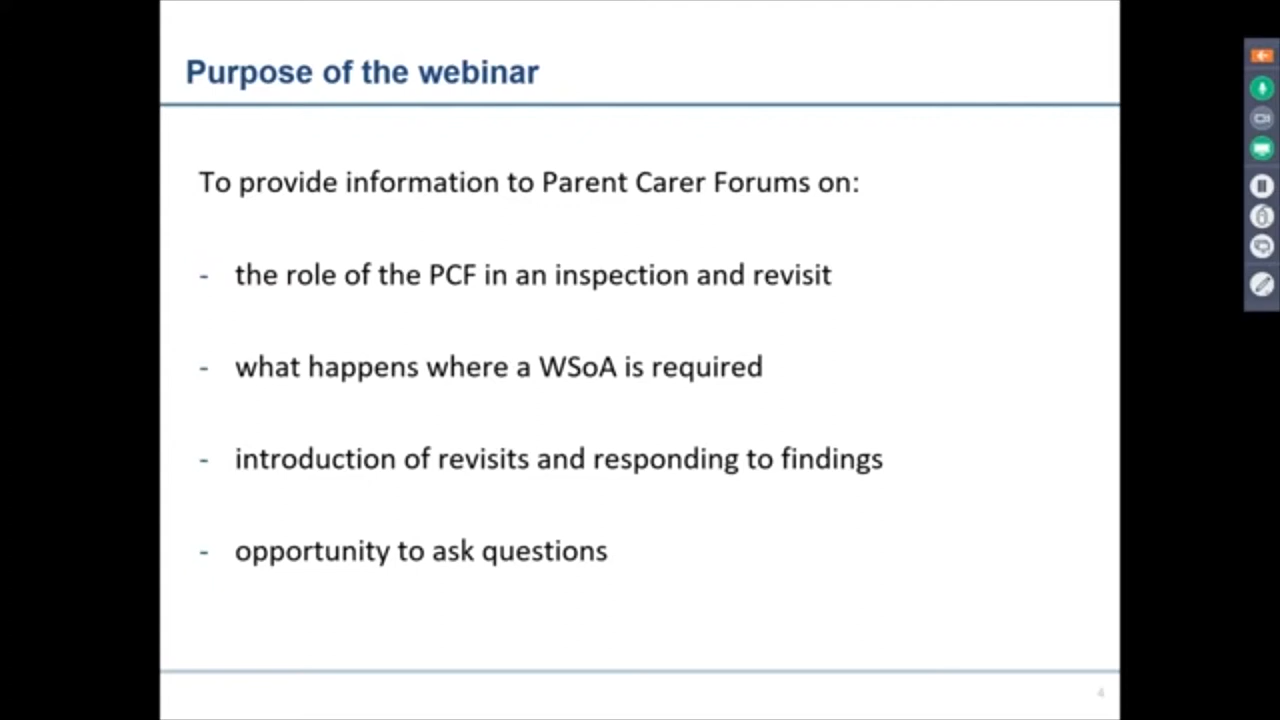 Purpose of the webinar
To provide information to Parent Carer Forums on:
- the role of the PCF in an inspection and revisit
- what happens where a WSoA is required
- introduction of revisits and responding to findings
- opportunity to ask questions
4